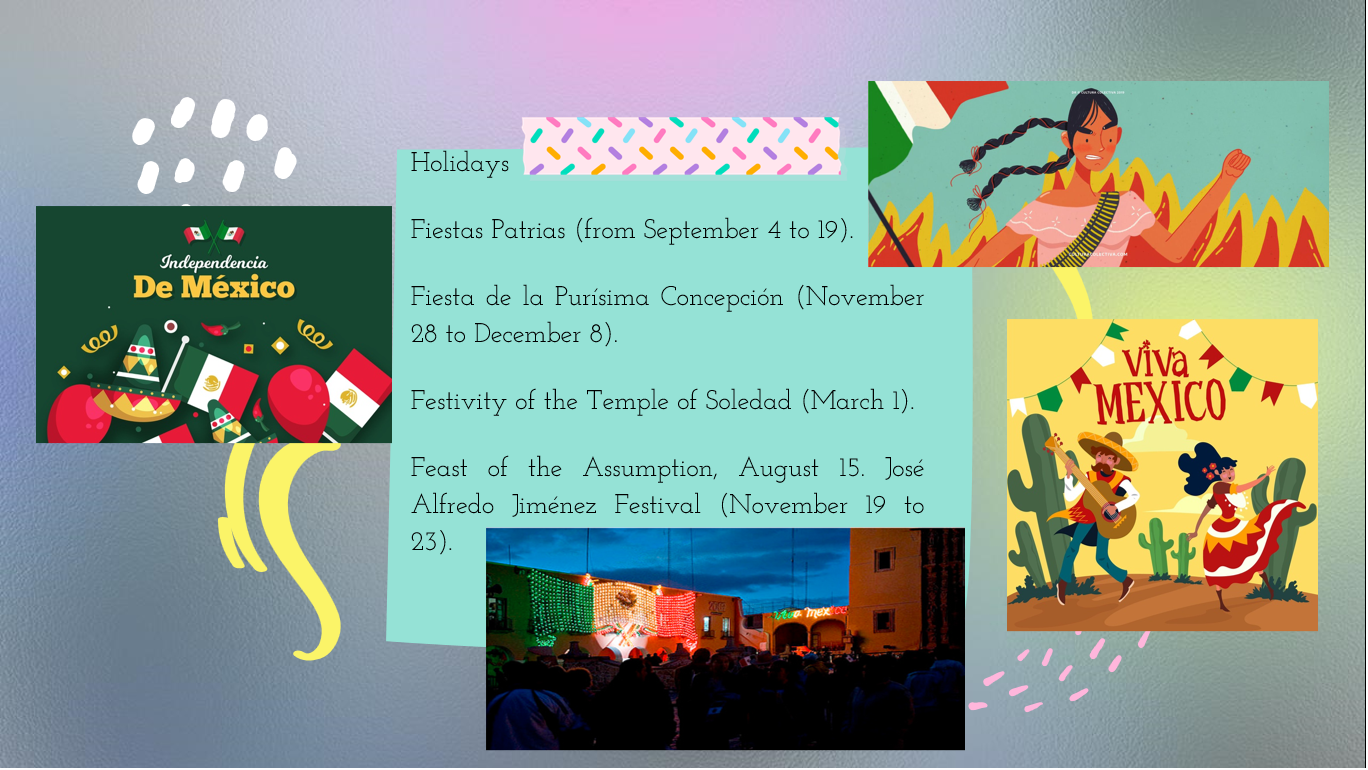 Holidays
Fiestas Patrias (from September 4 to 19).
Fiesta de la Purísima Concepción (November
28 to December 8).
Festivity of the Temple of Soledad (March 1).
Feast of the Assumption, August 15. José
Alfredo Jiménez Festival (November 19 to
23).
Independencia
De México
CULTURACOLECTIVA.COM
viva
MEXICO
Viva Mexico